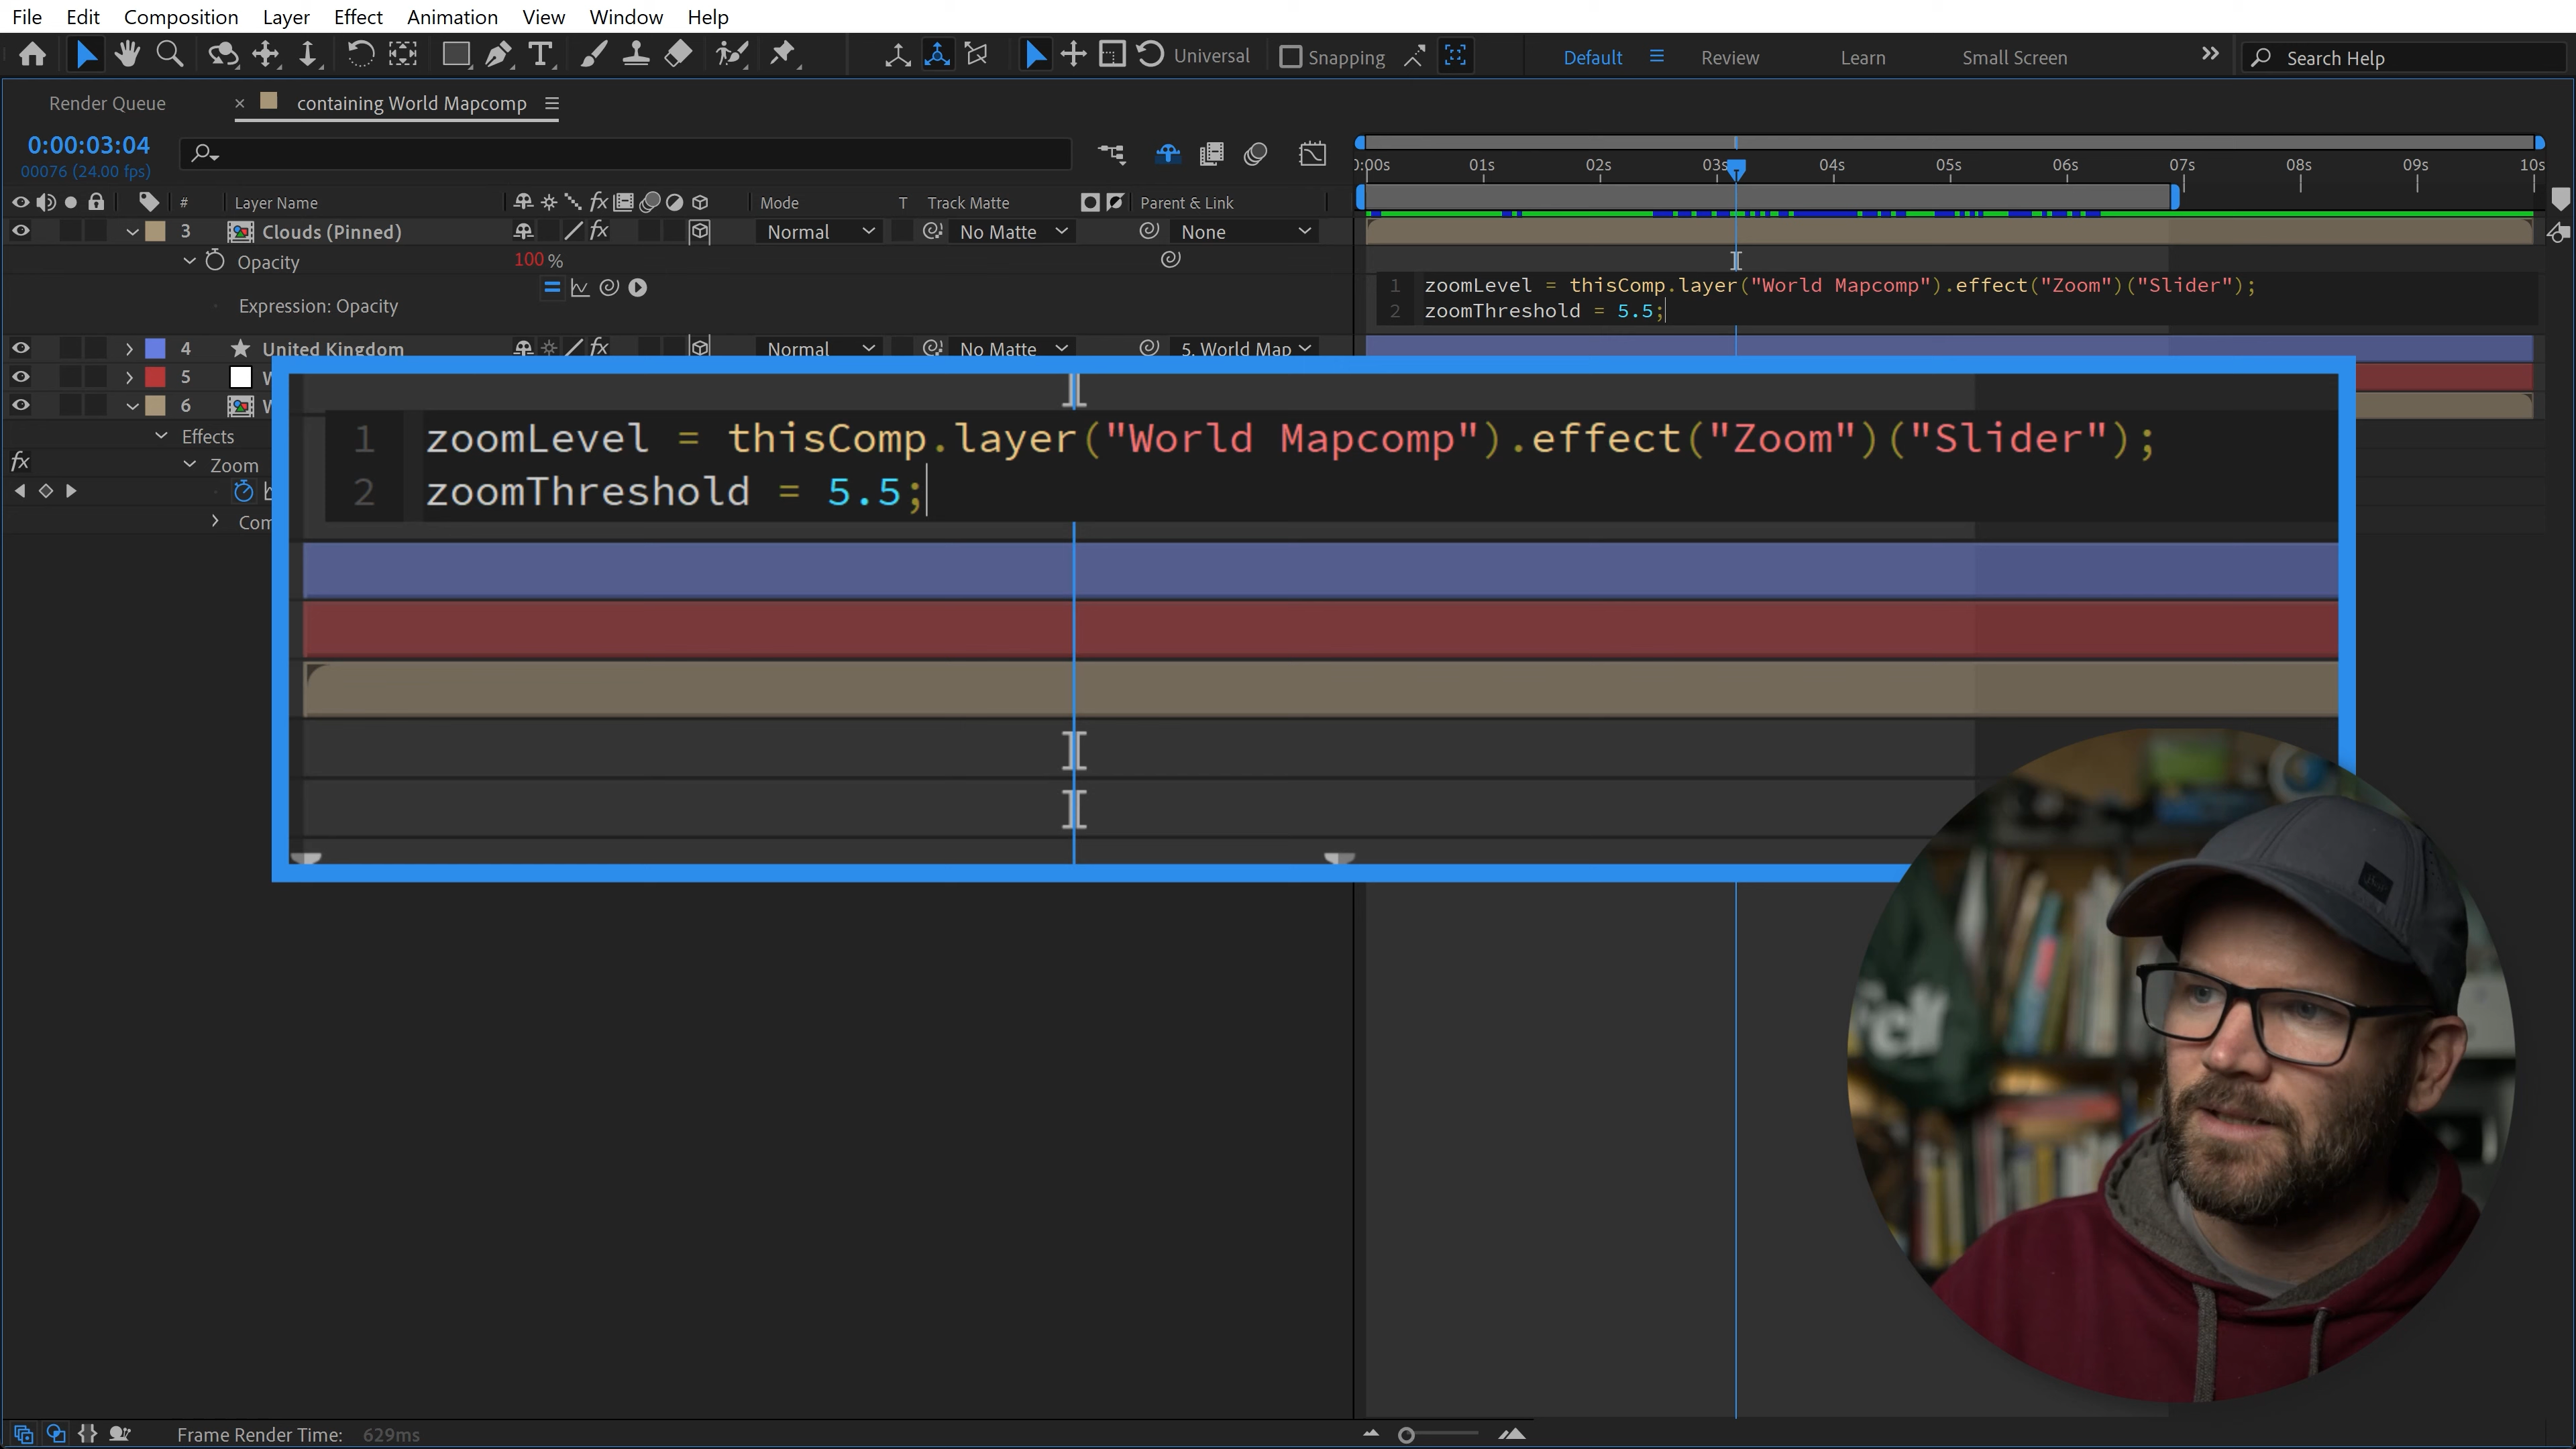 File Edit Composition Layer Effect Animation View Window Help
Universal Snapping Default Review Learn Small Screen Search Help
Render Queue × containing World Mapcomp
0:00:03:04
00076 (24.00 fps)
0:00s 01s 02s 03s 04s 05s 06s 07s 08s 09s 10s
# Layer Name fx Mode T Track Matte Parent & Link
3 Clouds (Pinned) fx Normal No Matte None
Opacity 100 %
Expression: Opacity
1 zoomLevel = thisComp.layer("World Mapcomp").effect("Zoom")("Slider");
2 zoomThreshold = 5.5;
4 United Kingdom fx Normal No Matte 5. World Map
5 W
6 W
Effects
fx Zoom
Com
1 zoomLevel = thisComp.layer("World Mapcomp").effect("Zoom")("Slider");
2 zoomThreshold = 5.5;
Frame Render Time: 629ms